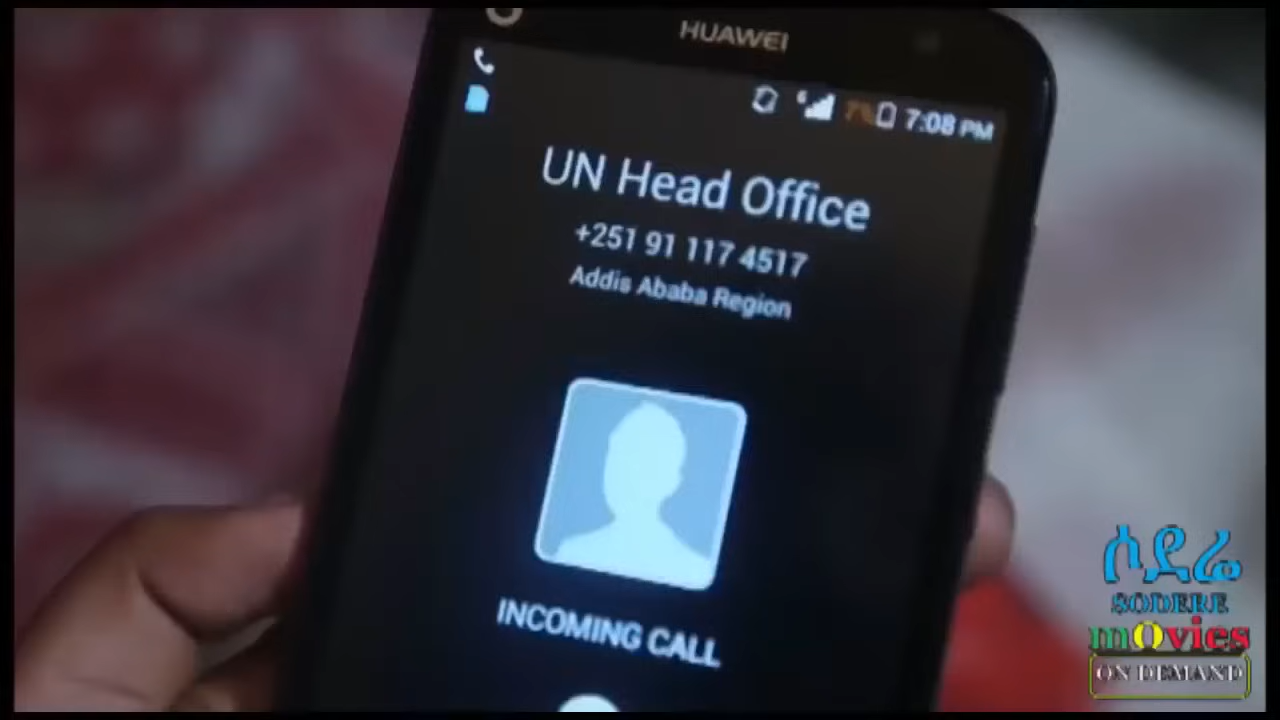 HUAWEI
7% 7:08 PM
UN Head Office
+251 91 117 4517
Addis Ababa Region
INCOMING CALL
ሶደሬ
SODERE
mOvies
ON DEMAND